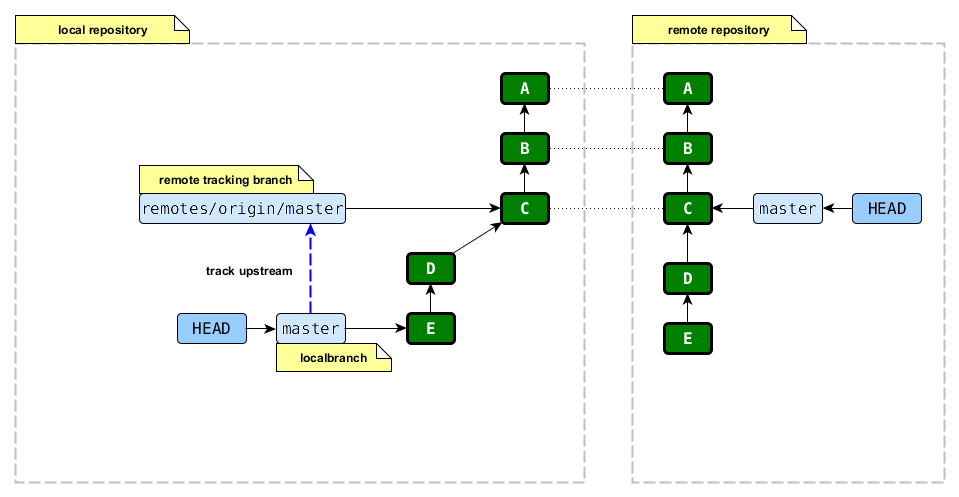 local repository
remote repository
A
A
B
B
remote tracking branch
remotes/origin/master
C
C
master
HEAD
D
track upstream
D
HEAD
master
E
E
localbranch